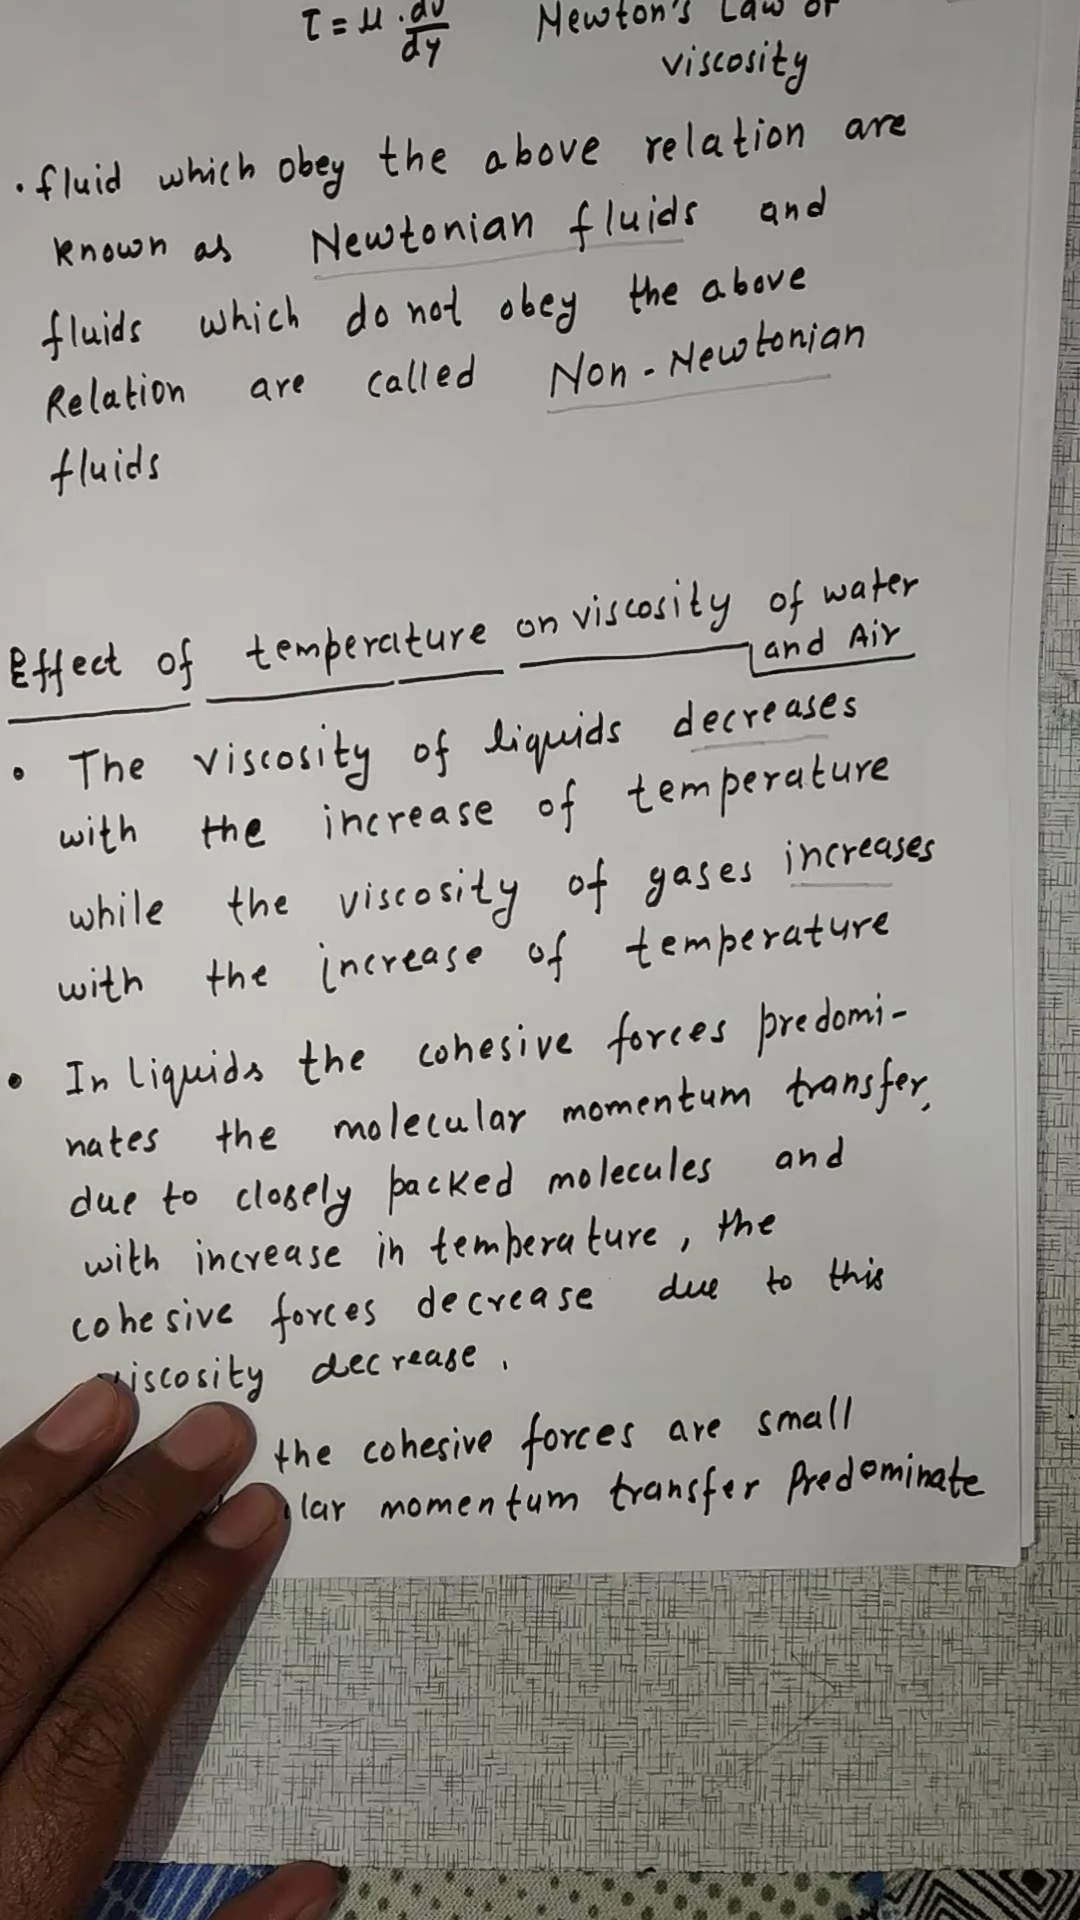 τ = μ . du/dy Newton's Law of
viscosity
• fluid which obey the above relation are
known as Newtonian fluids and
fluids which do not obey the above
Relation are called Non-Newtonian
fluids
Effect of temperature on viscosity of water
and Air
• The viscosity of liquids decreases
with the increase of temperature
while the viscosity of gases increases
with the increase of temperature
• In liquids the cohesive forces predomi-
nates the molecular momentum transfer,
due to closely packed molecules and
with increase in temperature, the
cohesive forces decrease due to this
viscosity decrease.
the cohesive forces are small
momentum transfer predominate